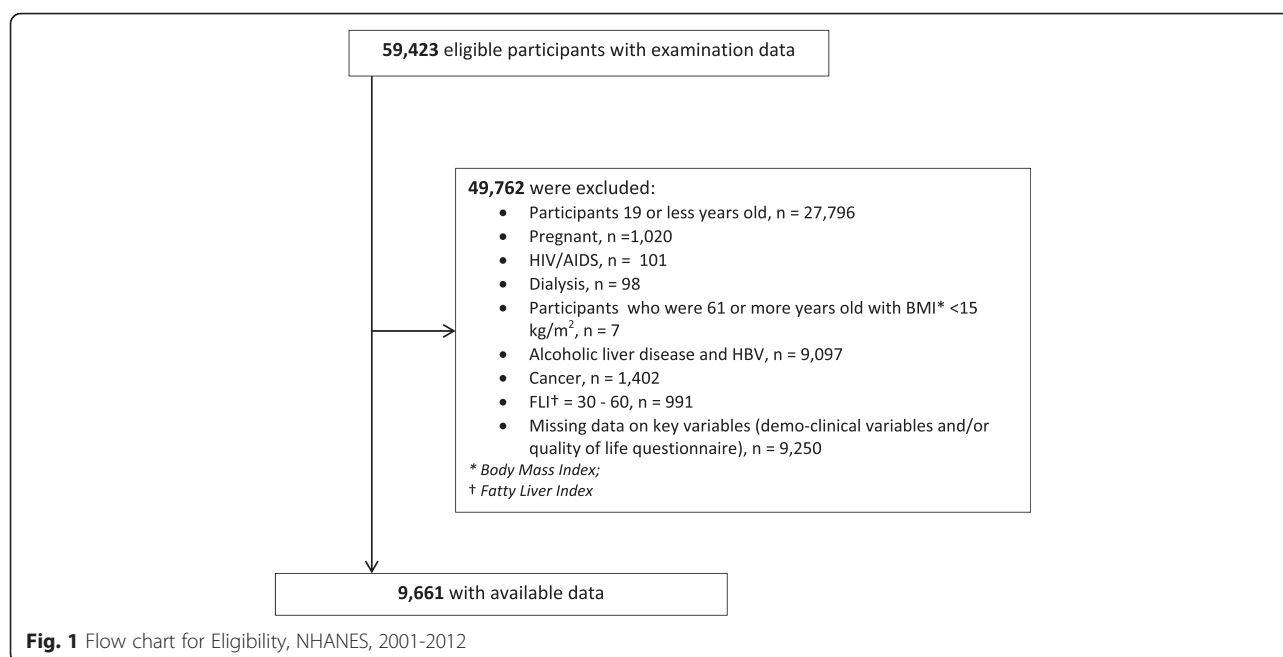 59,423 eligible participants with examination data
49,762 were excluded:
• Participants 19 or less years old, n = 27,796
• Pregnant, n =1,020
• HIV/AIDS, n = 101
• Dialysis, n = 98
• Participants who were 61 or more years old with BMI* <15
kg/m², n = 7
• Alcoholic liver disease and HBV, n = 9,097
• Cancer, n = 1,402
• FLI† = 30 - 60, n = 991
• Missing data on key variables (demo-clinical variables and/or
quality of life questionnaire), n = 9,250
* Body Mass Index;
† Fatty Liver Index
9,661 with available data
Fig. 1 Flow chart for Eligibility, NHANES, 2001-2012